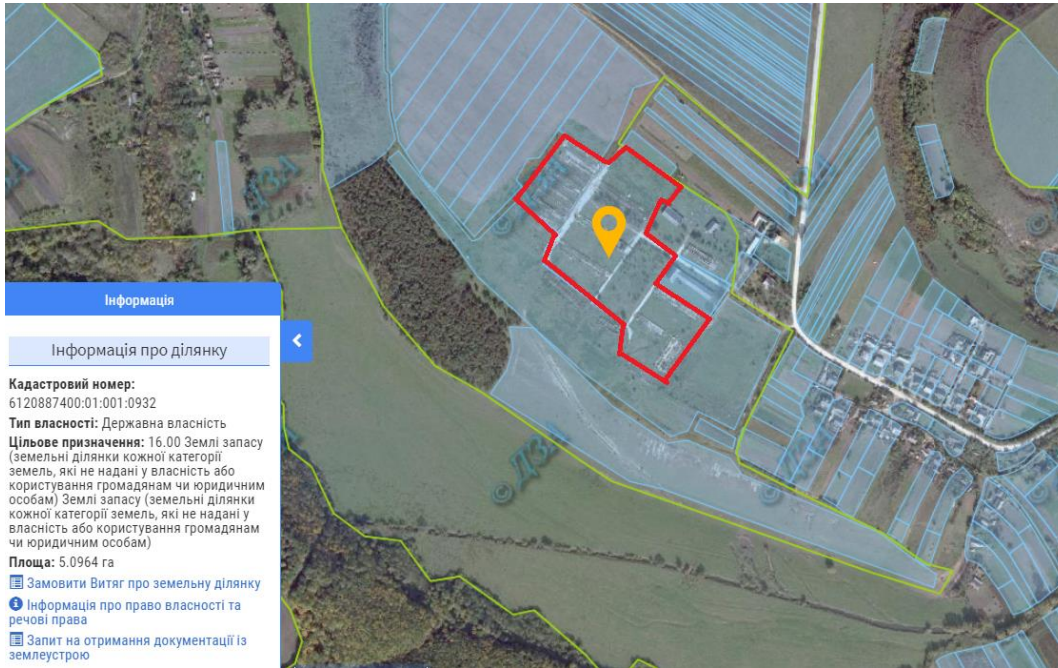 © ДЗА
© ДЗА
© ДЗА
Інформація
Інформація про ділянку
Кадастровий номер:
6120887400:01:001:0932
Тип власності: Державна власність
Цільове призначення: 16.00 Землі запасу
(земельні ділянки кожної категорії
земель, які не надані у власність або
користування громадянам чи юридичним
особам) Землі запасу (земельні ділянки
кожної категорії земель, які не надані у
власність або користування громадянам
чи юридичним особам)
Площа: 5.0964 га
Замовити Витяг про земельну ділянку
Інформація про право власності та
речові права
Запит на отримання документації із
землеустрою